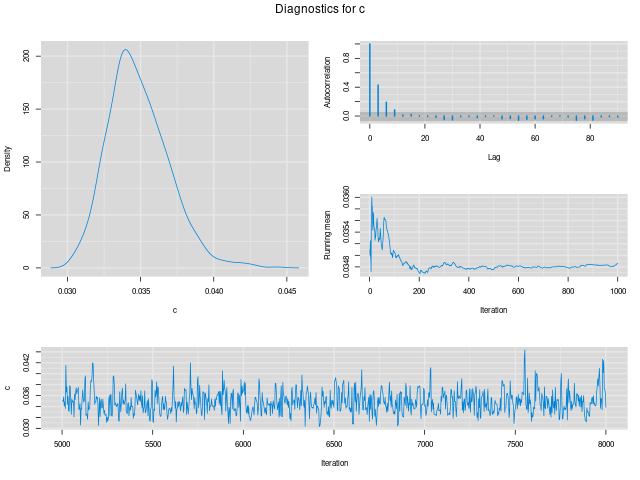 Diagnostics for c
Density
0 50 100 150 200
0.030 0.035 0.040 0.045
c
Autocorrelation
0.0 0.4 0.8
0 20 40 60 80
Lag
Running mean
0.0348 0.0354 0.0360
0 200 400 600 800 1000
Iteration
c
0.030 0.036 0.042
5000 5500 6000 6500 7000 7500 8000
Iteration